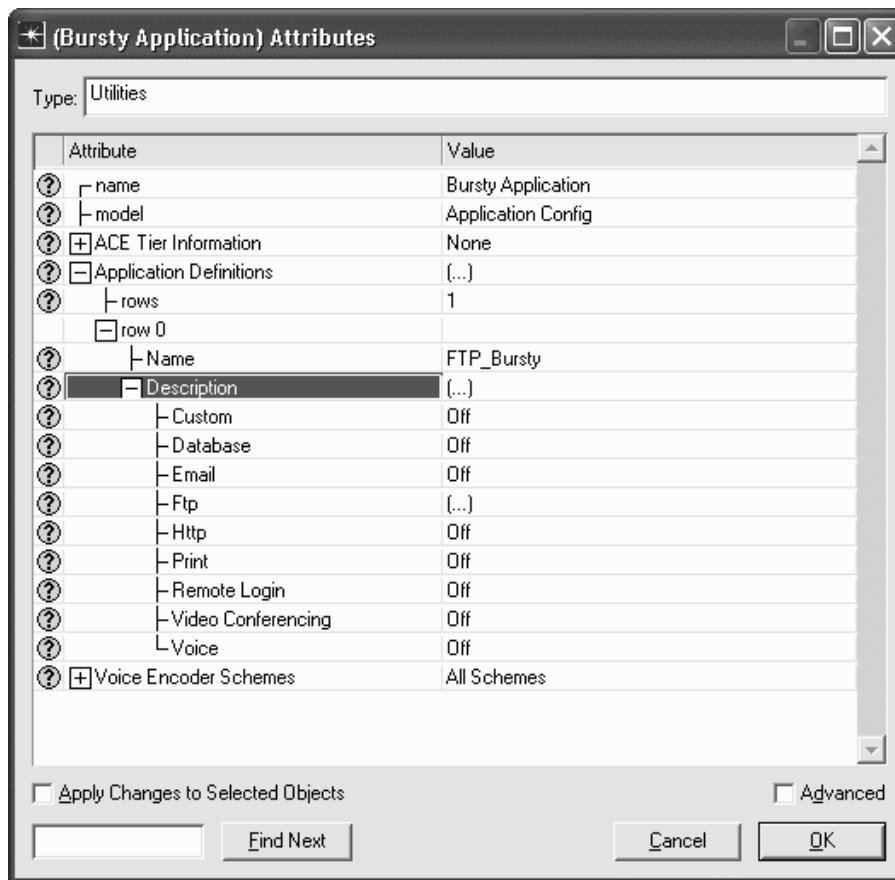 (Bursty Application) Attributes
Type: Utilities
Attribute Value
name Bursty Application
model Application Config
ACE Tier Information None
Application Definitions (...)
rows 1
row 0
Name FTP_Bursty
Description (...)
Custom Off
Database Off
Email Off
Ftp (...)
Http Off
Print Off
Remote Login Off
Video Conferencing Off
Voice Off
Voice Encoder Schemes All Schemes
Apply Changes to Selected Objects Advanced
Find Next Cancel OK